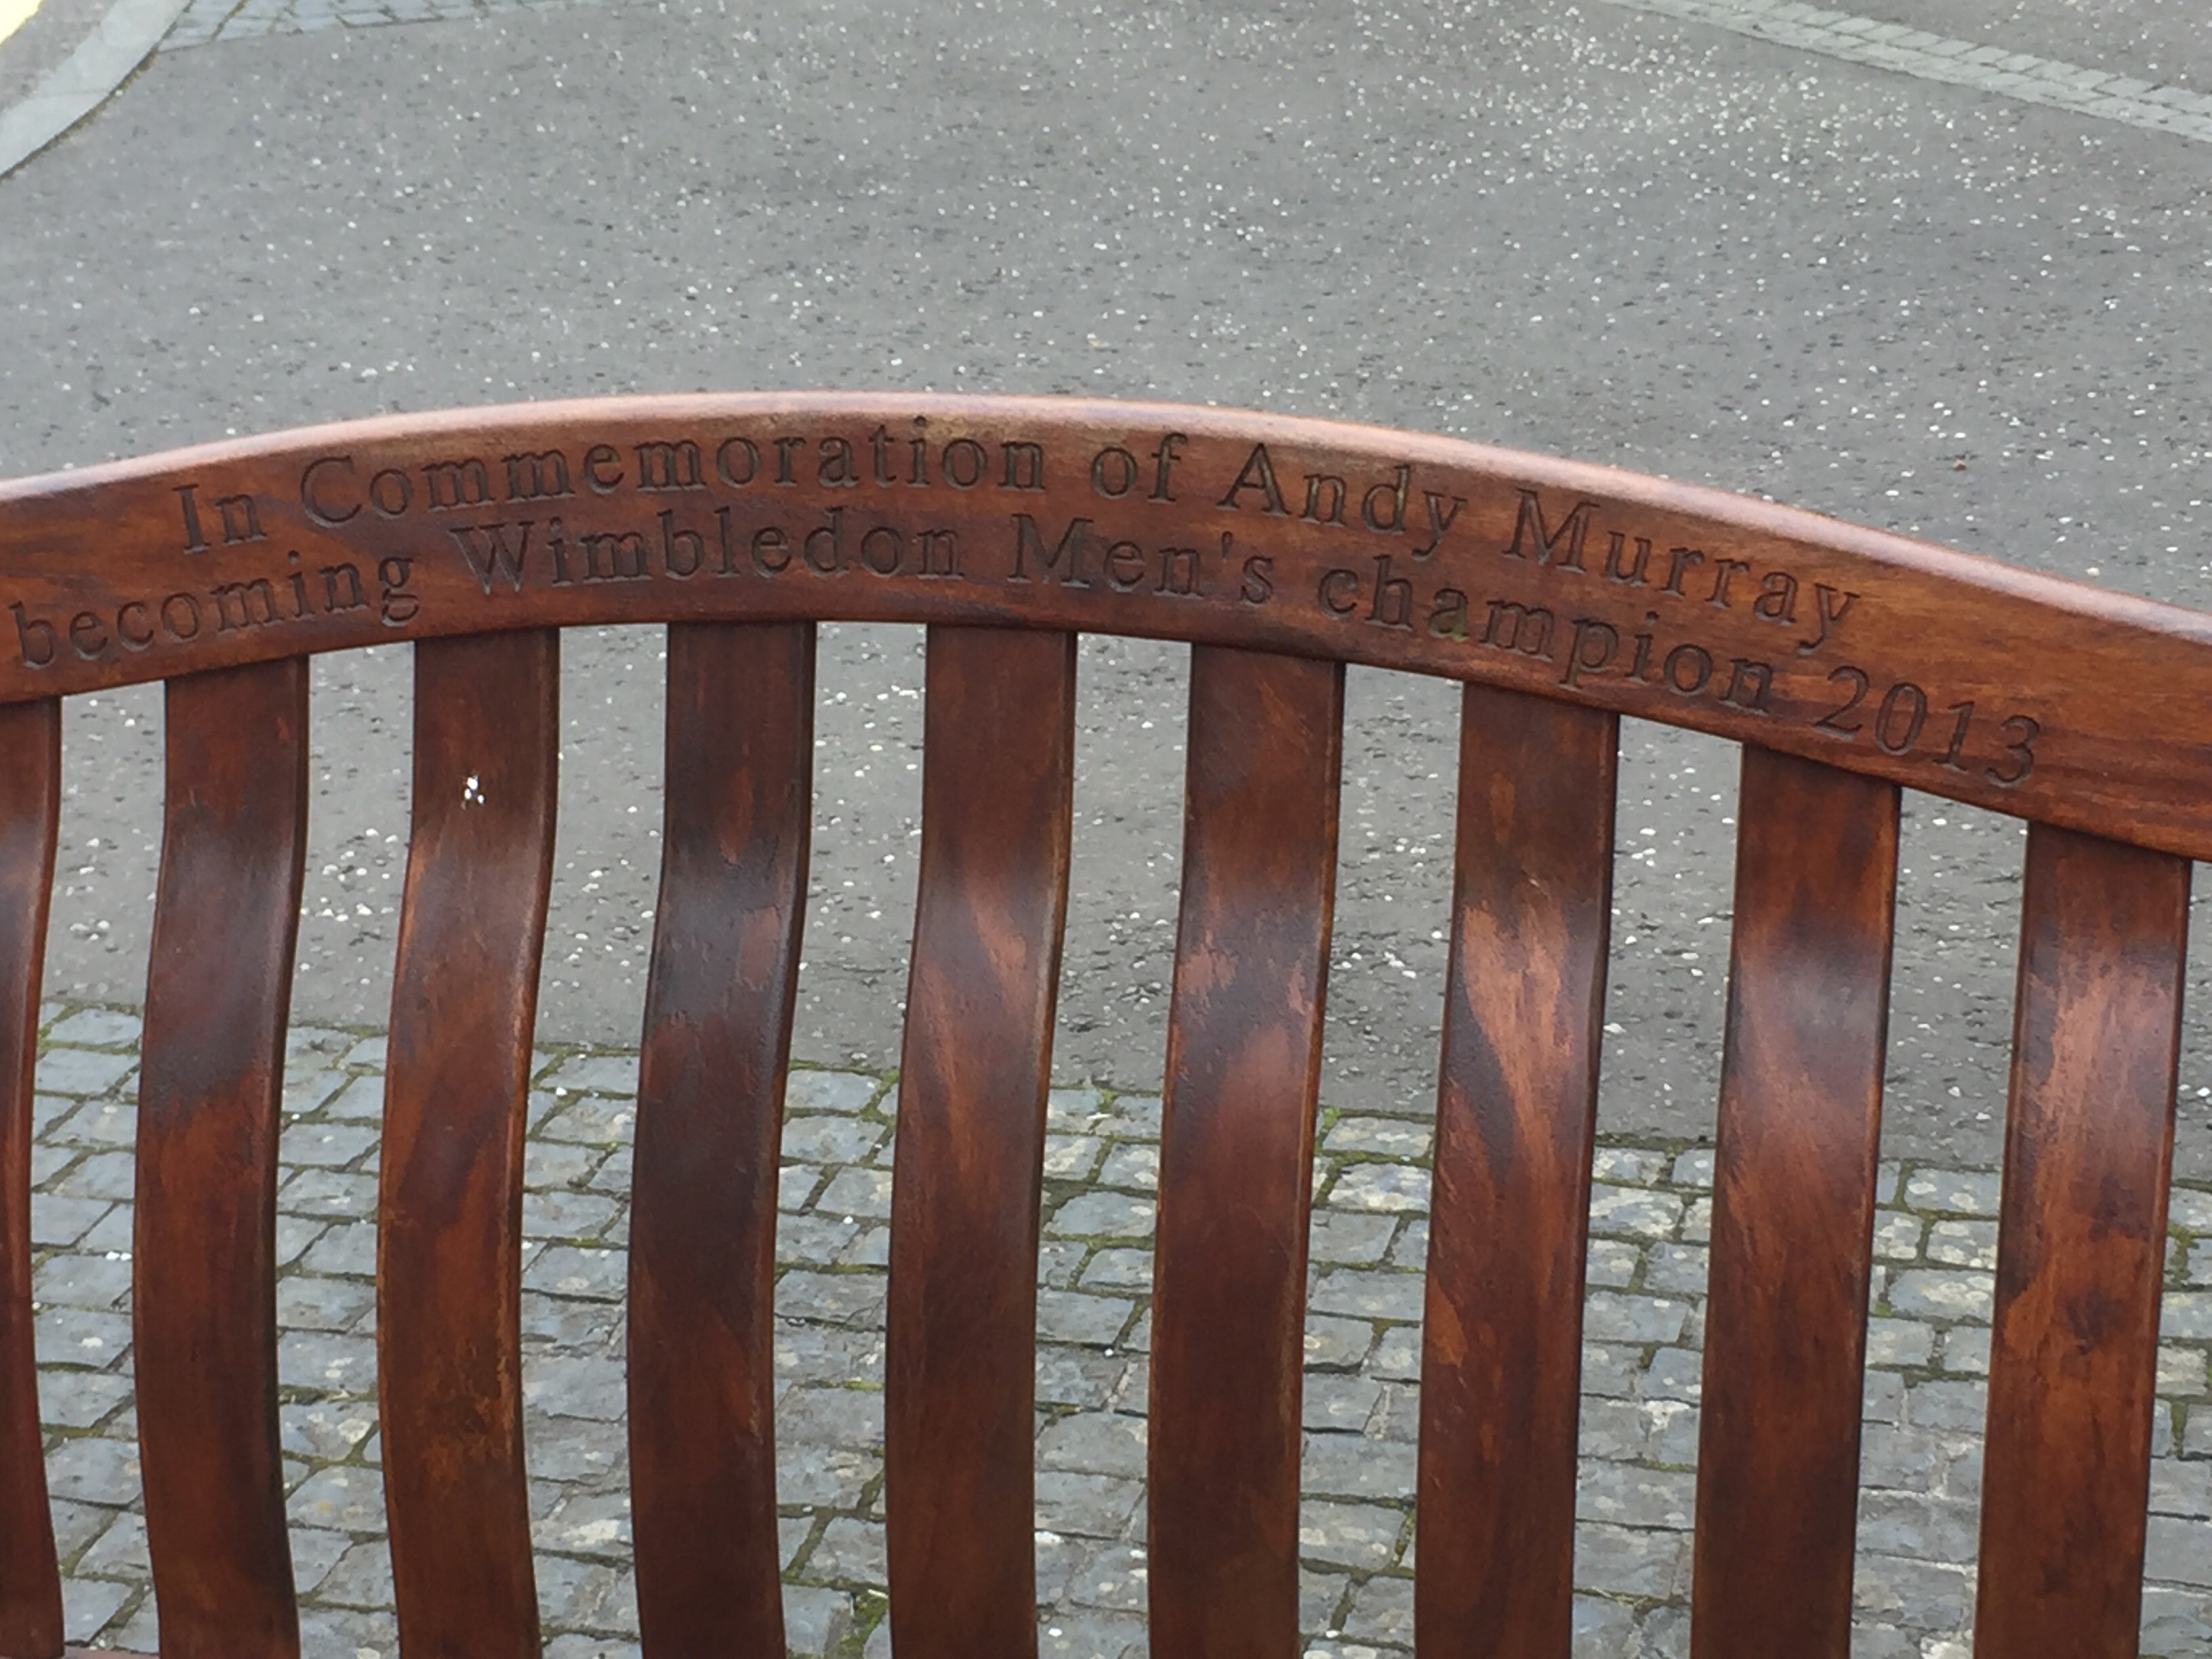 In Commemoration of Andy Murray
becoming Wimbledon Men's champion 2013